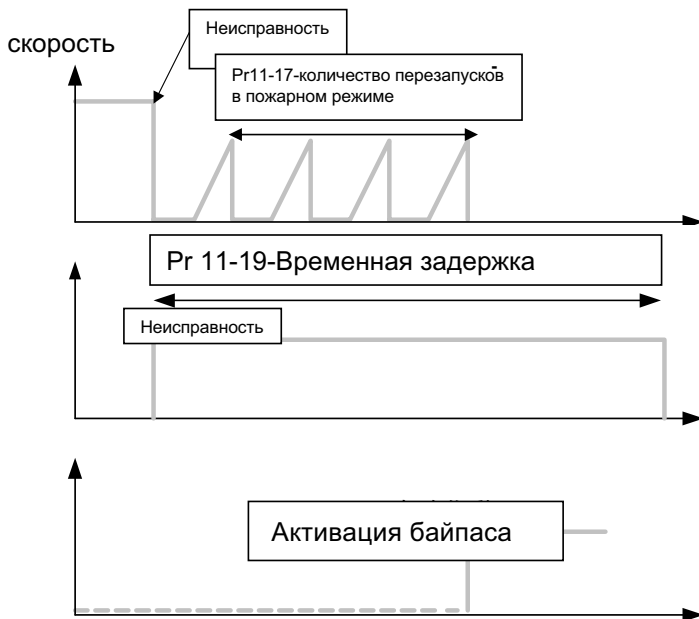 Неисправность
скорость
Pr11-17-количество перезапусков
в пожарном режиме
Pr 11-19-Временная задержка
Неисправность
Активация байпаса